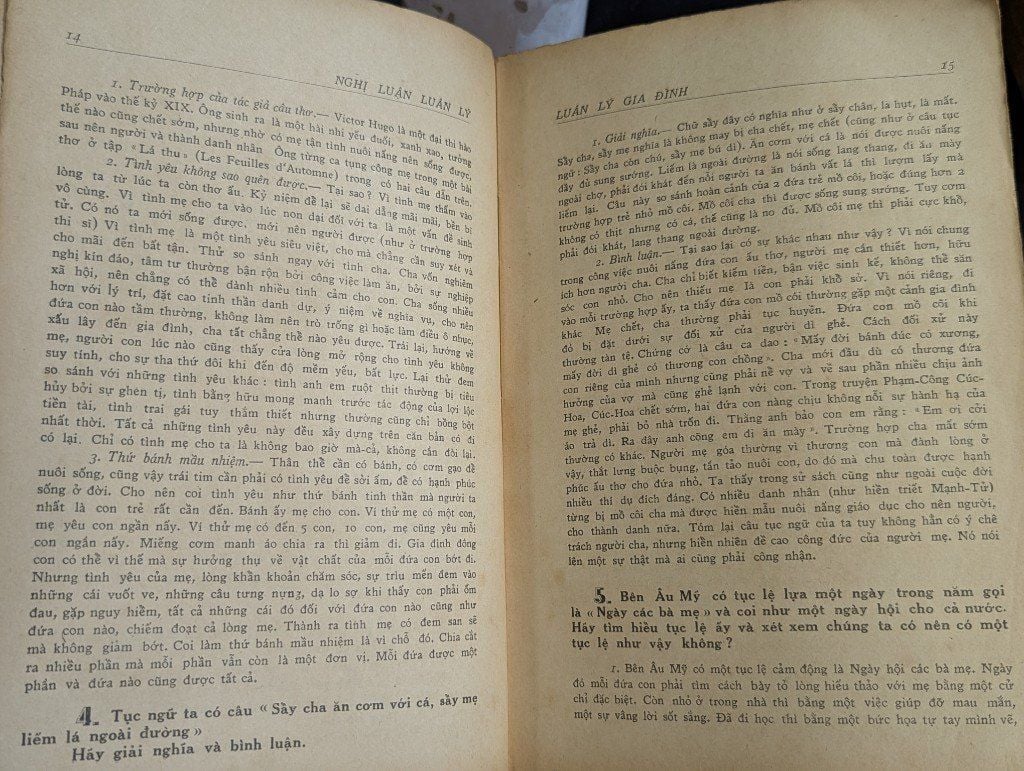 14
NGHỊ LUẬN LUÂN LÝ
1. Trường hợp của tác giả câu thơ.— Victor Hugo là một đại thi hào
Pháp vào thế kỷ XIX. Ông sinh ra là một hài nhi yếu đuối, xanh xao, tưởng
thế nào cũng chết sớm, nhưng nhờ có mẹ tận tình nuôi nâng nên sống được,
sau nên người và thành danh nhân Ông từng ca tụng công mẹ trong một bài
thơ ở tập « Lá thu » (Les Feuilles d'Automne) trong có hai câu dẫn trên.
2. Tình yêu không sao quên được.— Tại sao ? Vì tình mẹ thấm vào
lòng ta từ lúc ta còn thơ ấu. Kỷ niệm để lại sẽ dai dẳng mãi mãi, bền bỉ
vô cùng. Vì tình mẹ cho ta vào lúc non dại đối với ta là một vấn đề sinh
tử. Có nó ta mới sống được, mới nên người được (như ở trường hợp
thi sĩ) Vì tình mẹ là một tình yêu siêu việt, cho mà chẳng cần suy xét và
cho mãi đến bất tận. Thử so sánh ngay với tình cha. Cha vốn nghiêm
nghị kín đáo, tâm tư thường bận rộn bởi công việc làm ăn, bởi sự nghiệp
xã hội, nên chẳng có thể dành nhiều tình cảm cho con. Cha sống nhiều
hơn với lý trí, đặt cao tinh thần danh dự, ý niệm về nghĩa vụ, cho nên
đứa con nào tầm thường, không làm nên trò trống gì hoặc làm điều ô nhục,
xấu lây đến gia đình, cha tất chẳng thể nào yêu được. Trái lại, hướng về
mẹ, người con lúc nào cũng thấy cửa lòng mở rộng cho tình yêu không
suy tính, cho sự tha thứ đôi khi đến độ mềm yếu, bất lực. Lại thử đem
so sánh với những tình yêu khác : tình anh em ruột thịt thường bị tiêu
hủy bởi sự ghen tị, tình bằng hữu mong manh trước tác động của lợi lộc
tiền tài, tình trai gái tuy thắm thiết nhưng thường cũng chỉ bồng bột
nhất thời. Tất cả những tình yêu này đều xây dựng trên căn bản có đi
có lại. Chỉ có tình mẹ cho ta là không bao giờ mà-cả, không cần đòi lại.
3. Thứ bánh mầu nhiệm.— Thân thể cần có bánh, có cơm gạo để
nuôi sống, cũng vậy trái tim cần phải có tình yêu để sởi ấm, để có hạnh phúc
sống ở đời. Cho nên coi tình yêu như thứ bánh tinh thần mà người ta
nhất là con trẻ rất cần đến. Bánh ấy mẹ cho con. Ví thử mẹ có một con,
mẹ yêu con ngần nấy. Ví thử mẹ có đến 5 con, 10 con, mẹ cũng yêu mỗi
con ngần nấy. Miếng cơm manh áo chia ra thì giảm đi. Gia đình đông
con có thể vì thế mà sự hưởng thụ về vật chất của mỗi đứa con bớt đi.
Nhưng tình yêu của mẹ, lòng khẩn khoản chăm sóc, sự trìu mến đem vào
những cái vuốt ve, những câu tưng nựng, dạ lo sợ khi thấy con phải ốm
đau, gặp nguy hiểm, tất cả những cái đó đối với đứa con nào cũng như
đứa con nào, chiếm đoạt cả lòng mẹ. Thành ra tình mẹ có đem san sẻ
mà không giảm bớt. Coi làm thứ bánh mầu nhiệm là vì chỗ đó. Chia cắt
ra nhiều phần mà mỗi phần vẫn còn là một đơn vị. Mỗi đứa được một
phần và đứa nào cũng được tất cả.
4. Tục ngữ ta có câu « Sầy cha ăn cơm với cá, sầy mẹ
liếm lá ngoài đường »
Hãy giải nghĩa và bình luận.
LUÂN LÝ GIA ĐÌNH
15
1. Giải nghĩa.— Chữ sầy đây có nghĩa như ở sầy chân, là hụt, là mất.
Sầy cha, sầy mẹ nghĩa là không may bị cha chết, mẹ chết (cũng như ở câu tục
ngữ : Sầy cha còn chú, sầy mẹ bú dì). Ăn cơm với cá là nói được nuôi nấng
đầy đủ sung sướng. Liếm lá ngoài đường là nói sống lang thang, đi ăn mày
ngoài chợ, phải đói khát đến nỗi người ta ăn bánh vất lá thì lượm lấy mà
liếm lại. Câu này so sánh hoàn cảnh của 2 đứa trẻ mồ côi, hoặc đúng hơn 2
trường hợp trẻ nhỏ mồ côi. Mồ côi cha thì được sống sung sướng. Tuy cơm
không có thịt nhưng có cá, thế cũng là no đủ. Mồ côi mẹ thì phải cực khổ,
phải đói khát, lang thang ngoài đường.
2. Bình luận.— Tại sao lại có sự khác nhau như vậy ? Vì nói chung
trong công việc nuôi nấng đứa con ấu thơ, người mẹ cần thiết hơn, hữu
ích hơn người cha. Cha chỉ biết kiếm tiền, bận việc sinh kế, không thể săn
sóc con nhỏ. Cho nên thiếu mẹ là con phải khổ sở. Vì nói riêng, đi
vào mỗi trường hợp ấy, ta thấy đứa con mồ côi thường gặp một cảnh gia đình
khác Mẹ chết, cha thường phải tục huyền. Đứa con mồ côi khi
đó bị đặt dưới sự đối xử của người dì ghẻ. Cách đối xử này
thường tàn tệ. Chứng cớ là câu ca dao : « Mấy đời bánh đúc có xương,
mấy đời dì ghẻ có thương con chồng ». Cha mới đầu dù có thương đứa
con riêng của mình nhưng cũng phải nể vợ và về sau phần nhiều chịu ảnh
hưởng của vợ mà cũng ghẻ lạnh với con. Trong truyện Phạm-Công Cúc-
Hoa, Cúc-Hoa chết sớm, hai đứa con nàng chịu không nổi sự hành hạ của
mẹ ghẻ, phải bỏ nhà trốn đi. Thằng anh bảo con em rằng : « Em ơi cởi
áo trả dì. Ra đây anh cõng em đi ăn mày ». Trường hợp cha mất sớm
thường có khác. Người mẹ góa thường vì thương con mà đành lòng ở
vậy, thắt lưng buộc bụng, tần tảo nuôi con, do đó mà chu toàn được hạnh
phúc ấu thơ cho đứa nhỏ. Ta thấy trong sử sách cũng như ngoài cuộc đời
nhiều thí dụ đích đáng. Có nhiều danh nhân (như hiền triết Mạnh-Tử)
từng bị mồ côi cha mà được hiền mẫu nuôi nâng giáo dục cho nên người,
cho thành danh nữa. Tóm lại câu tục ngữ của ta tuy không hẳn có ý chê
trách người cha, nhưng hiển nhiên đề cao công đức của người mẹ. Nó nói
lên một sự thật mà ai cũng phải công nhận.
5. Bên Âu Mỹ có tục lệ lựa một ngày trong năm gọi
là « Ngày các bà mẹ » và coi như một ngày hội cho cả nước.
Hãy tìm hiểu tục lệ ấy và xét xem chúng ta có nên có một
tục lệ như vậy không ?
1. Bên Âu Mỹ có một tục lệ cảm động là Ngày hội các bà mẹ. Ngày
đó mỗi đứa con phải tìm cách bày tỏ lòng hiếu thảo với mẹ bằng một cử
chỉ đặc biệt. Còn nhỏ ở trong nhà thì bằng một việc giúp đỡ mau mắn,
một sự vâng lời sốt sắng. Đã đi học thì bằng một bức họa tự tay mình vẽ,